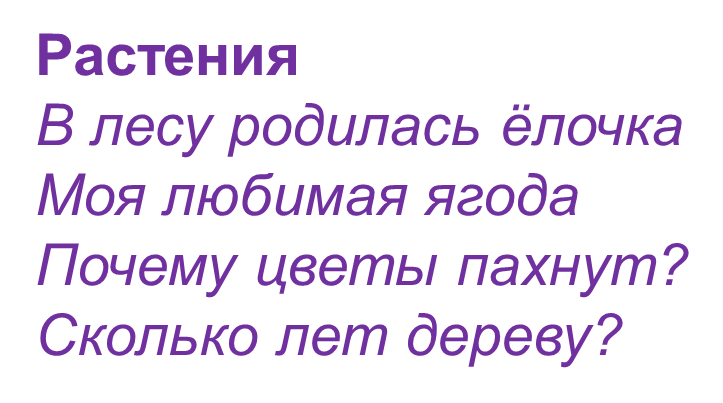 Растения
В лесу родилась ёлочка
Моя любимая ягода
Почему цветы пахнут?
Сколько лет дереву?